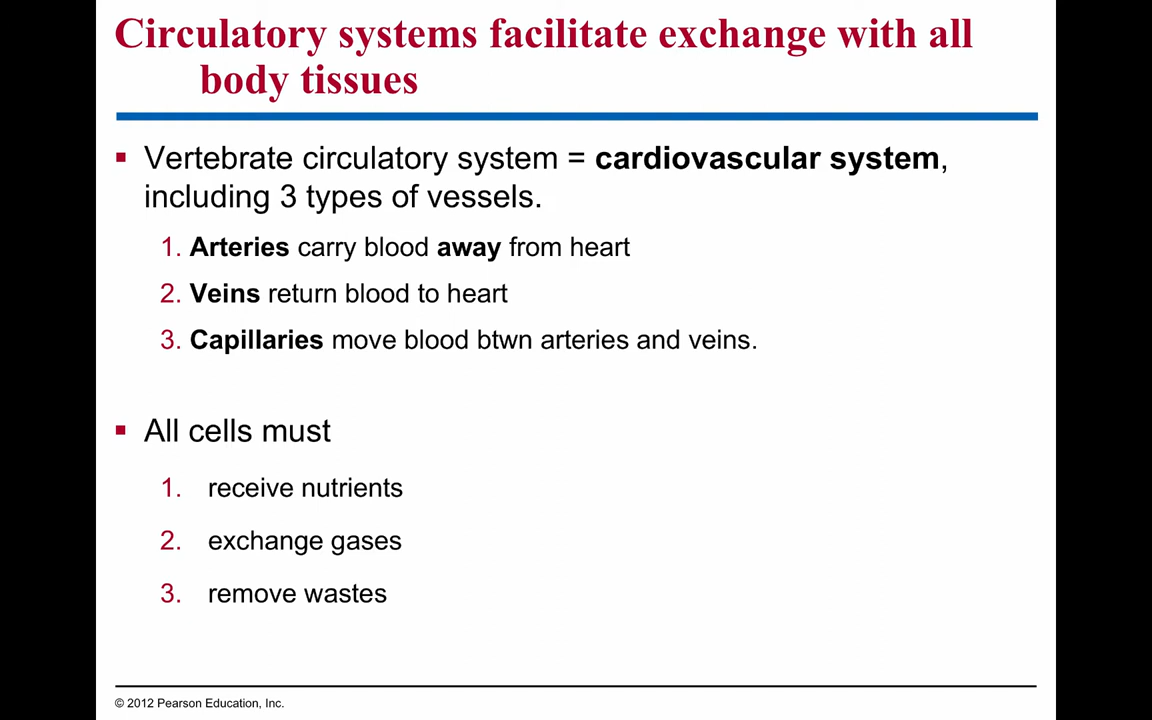 Circulatory systems facilitate exchange with all
body tissues
▪ Vertebrate circulatory system = cardiovascular system,
including 3 types of vessels.
1. Arteries carry blood away from heart
2. Veins return blood to heart
3. Capillaries move blood btwn arteries and veins.
▪ All cells must
1. receive nutrients
2. exchange gases
3. remove wastes
© 2012 Pearson Education, Inc.